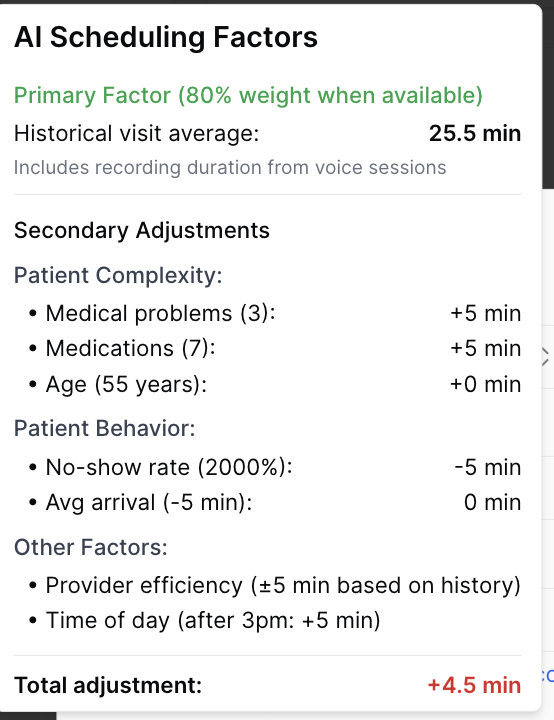 AI Scheduling Factors
Primary Factor (80% weight when available)
Historical visit average: 25.5 min
Includes recording duration from voice sessions
Secondary Adjustments
Patient Complexity:
• Medical problems (3): +5 min
• Medications (7): +5 min
• Age (55 years): +0 min
Patient Behavior:
• No-show rate (2000%): -5 min
• Avg arrival (-5 min): 0 min
Other Factors:
• Provider efficiency (±5 min based on history)
• Time of day (after 3pm: +5 min)
Total adjustment: +4.5 min